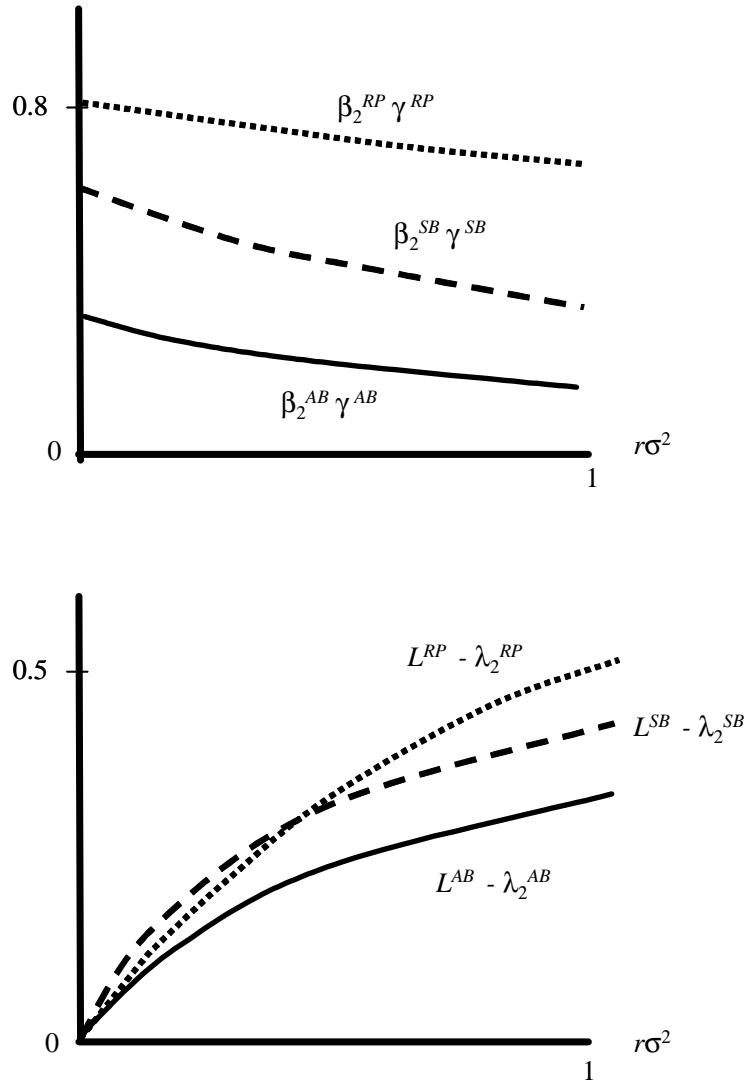 0.8
β₂ᴿᴾ γᴿᴾ
β₂ˢᴮ γˢᴮ
β₂ᴬᴮ γᴬᴮ
0
rσ²
1
0.5
Lᴿᴾ - λ₂ᴿᴾ
Lˢᴮ - λ₂ˢᴮ
Lᴬᴮ - λ₂ᴬᴮ
0
rσ²
1